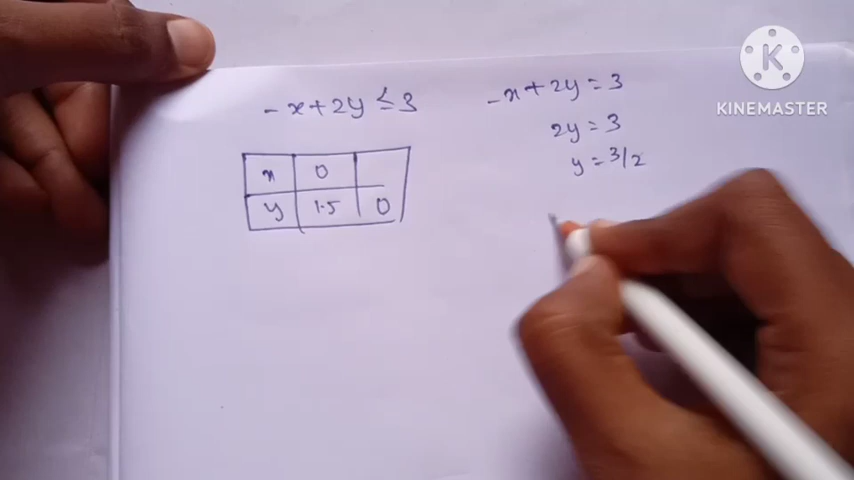 -x+2y≤3
-x+2y=3
2y=3
y=3/2
x 0
y 1.5 0
K
KINEMASTER